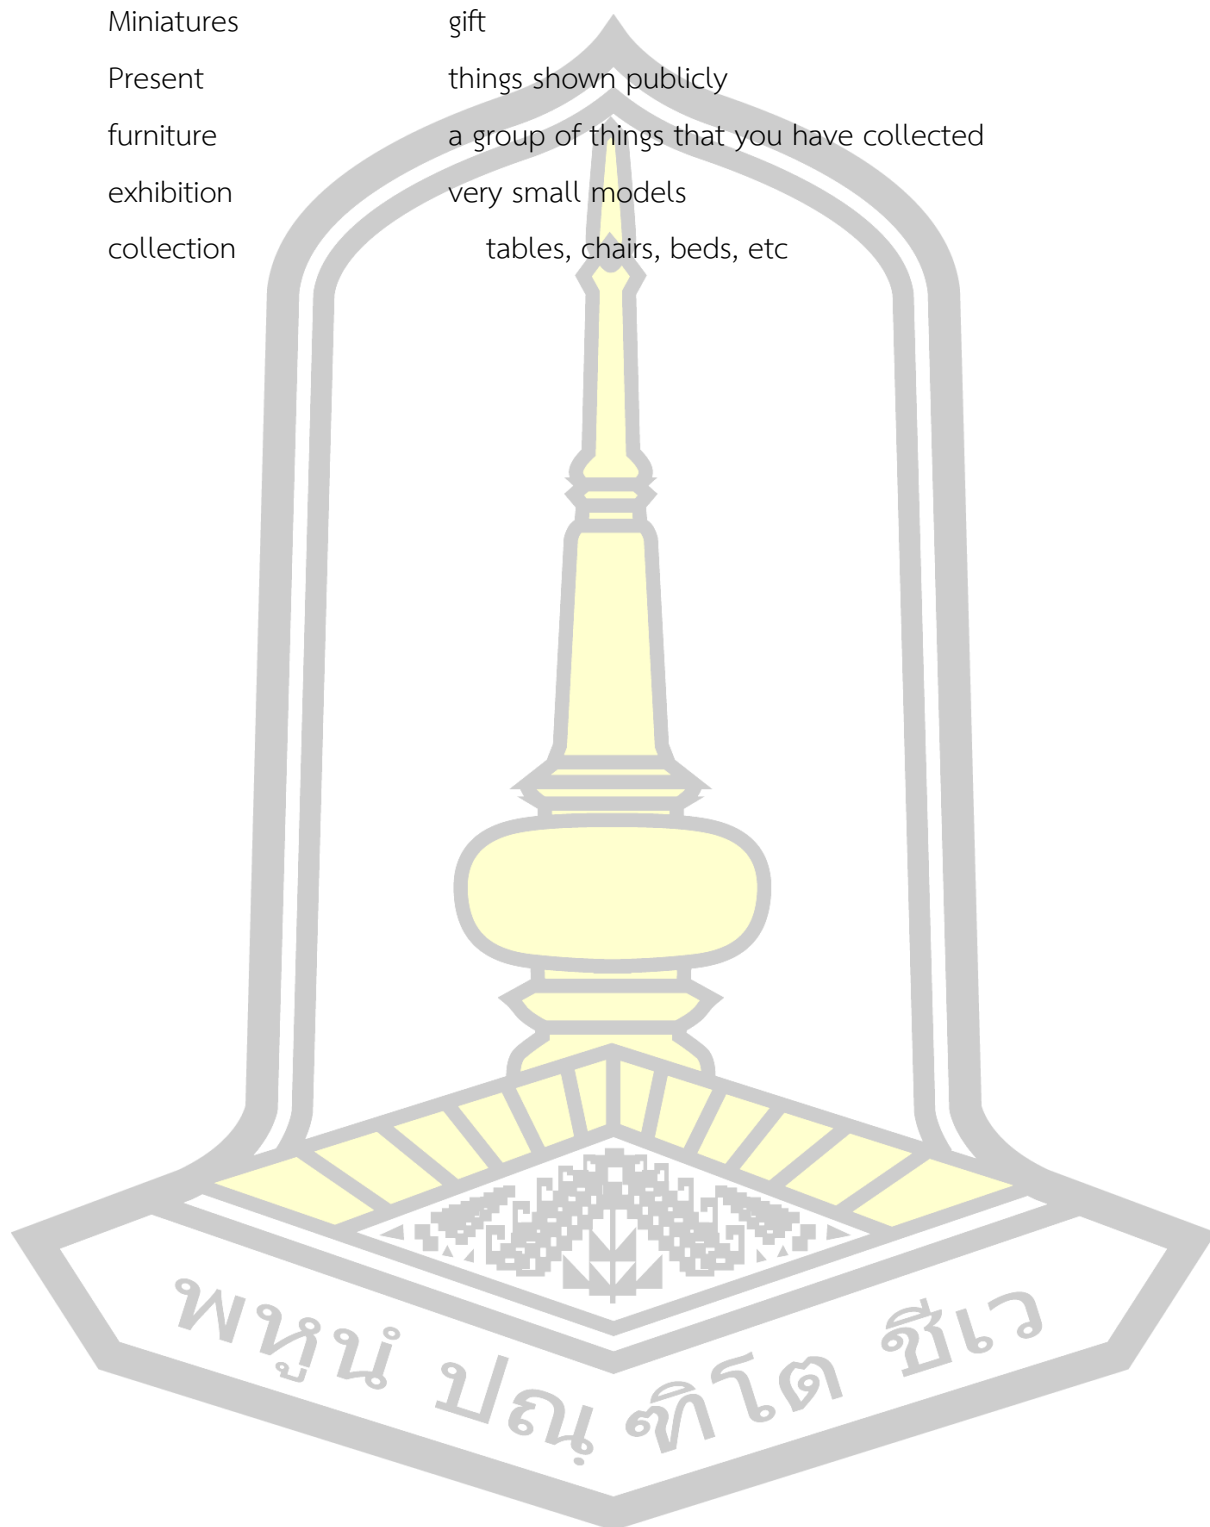 Miniatures gift
Present things shown publicly
furniture a group of things that you have collected
exhibition very small models
collection tables, chairs, beds, etc
พหูนํ ปณฺฑิโต ชีเว